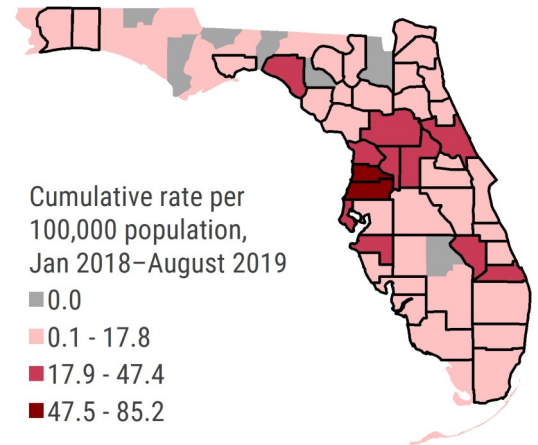 Cumulative rate per
100,000 population,
Jan 2018–August 2019
0.0
0.1 - 17.8
17.9 - 47.4
47.5 - 85.2